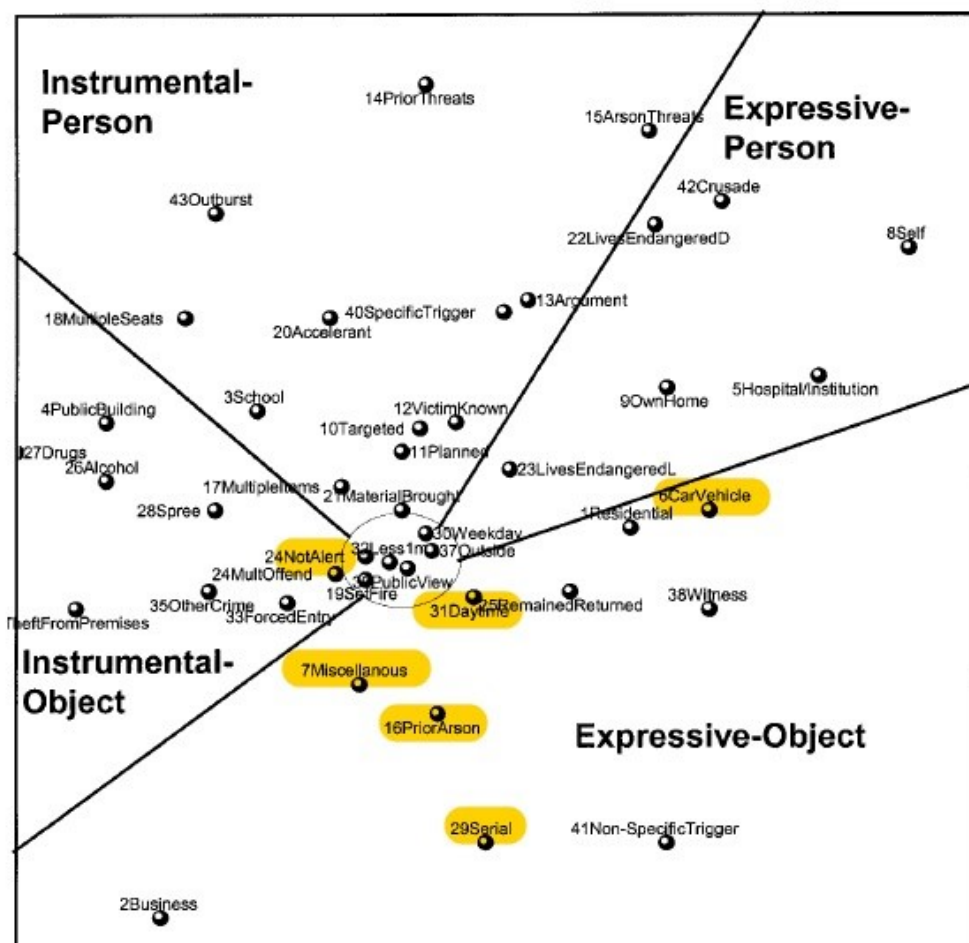 Instrumental-
Person
14PriorThreats
15ArsonThreats
Expressive-
Person
42Crusade
43Outburst
22LivesEndangeredD
8Self
13Argument
40SpecificTrigger
18MultipleSeats
20Accelerant
5Hospital/Institution
3School
9OwnHome
4PublicBuilding
12VictimKnown
10Targeted
27Drugs
11Planned
26Alcohol
23LivesEndangeredL
17MultipleItems
21MaterialBrought
6CarVehicle
28Spree
1Residential
30Weekday
32Less1m
37Outside
24NotAlert
24MultOffend
PublicView
19SetFire
35OtherCrime
33ForcedEntry
31Daytime
25RemainedReturned
38Witness
TheftFromPremises
Instrumental-
Object
7Miscellanous
16PriorArson
Expressive-Object
29Serial
41Non-SpecificTrigger
2Business